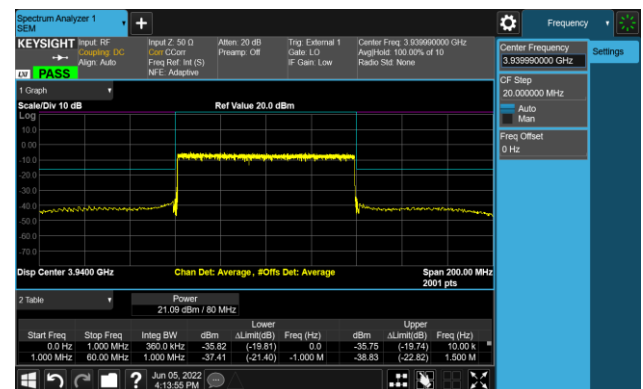 Spectrum Analyzer 1
SEM
Frequency
KEYSIGHT
Input: RF
Coupling: DC
Align: Auto
Input Z: 50 Ω
Corr CCorr
Freq Ref: Int (S)
NFE: Adaptive
Atten: 20 dB
Preamp: Off
Trig: External 1
Gate: LO
IF Gain: Low
Center Freq: 3.939990000 GHz
Avg|Hold: 100.00% of 10
Radio Std: None
PASS
Center Frequency
3.939990000 GHz
Settings
CF Step
20.000000 MHz
Auto
Man
Freq Offset
0 Hz
1 Graph
Scale/Div 10 dB
Ref Value 20.0 dBm
Log
10.0
0.00
-10.0
-20.0
-30.0
-40.0
-50.0
-60.0
-70.0
Disp Center 3.9400 GHz
Chan Det: Average , #Offs Det: Average
Span 200.00 MHz
2001 pts
2 Table
Power
21.09 dBm / 80 MHz
Lower Upper
Start Freq Stop Freq Integ BW dBm ΔLimit(dB) Freq (Hz) dBm ΔLimit(dB) Freq (Hz)
0.0 Hz 1.000 MHz 360.0 kHz -35.82 (-19.81) 0.0 -35.75 (-19.74) 10.00 k
1.000 MHz 60.00 MHz 1.000 MHz -37.41 (-21.40) -1.000 M -38.83 (-22.82) 1.500 M
?
Jun 05, 2022
4:13:55 PM